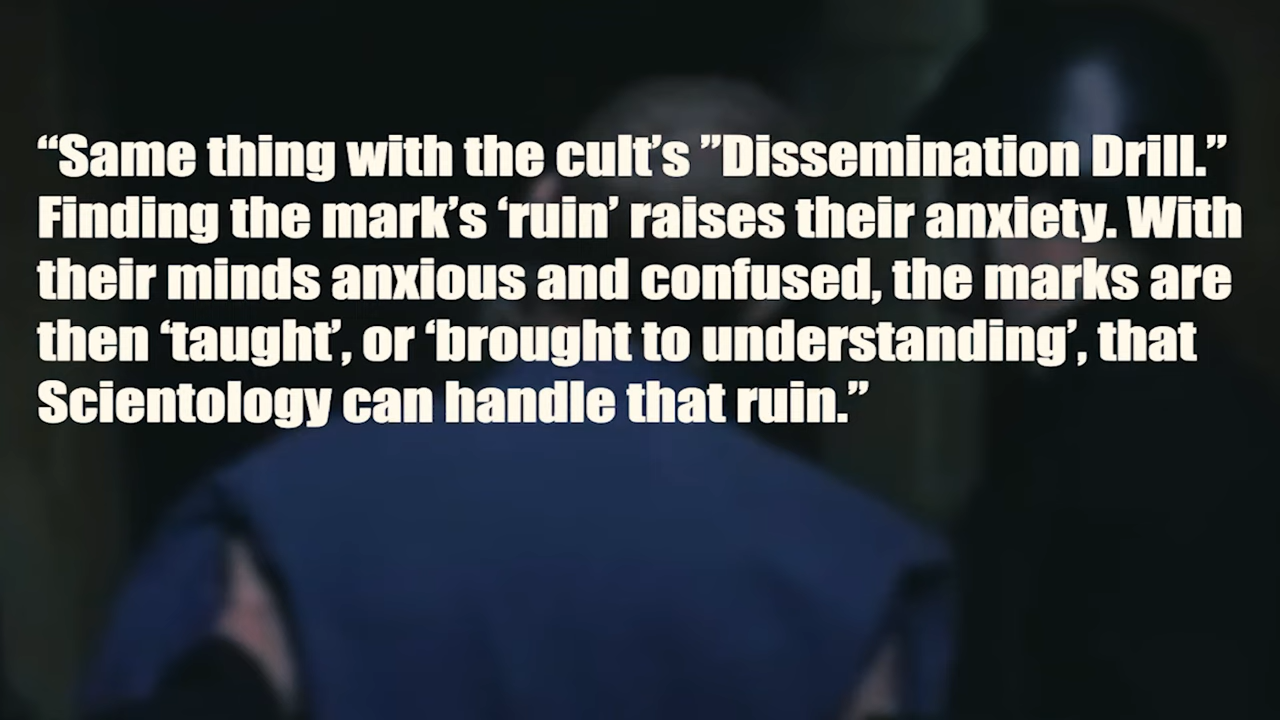 “Same thing with the cult’s ”Dissemination Drill.”
Finding the mark’s ‘ruin’ raises their anxiety. With
their minds anxious and confused, the marks are
then ‘taught’, or ‘brought to understanding’, that
Scientology can handle that ruin.”